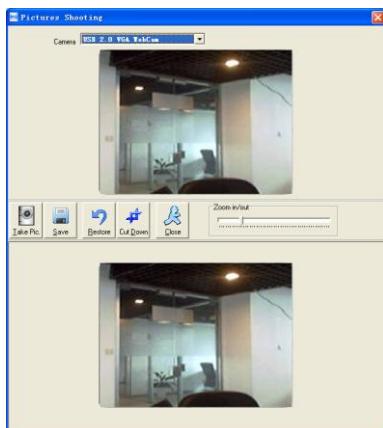 Pictures Shooting
Camera USB 2.0 VGA WebCam
Zoom in/out
Take Pic. Save Restore Cut Down Close